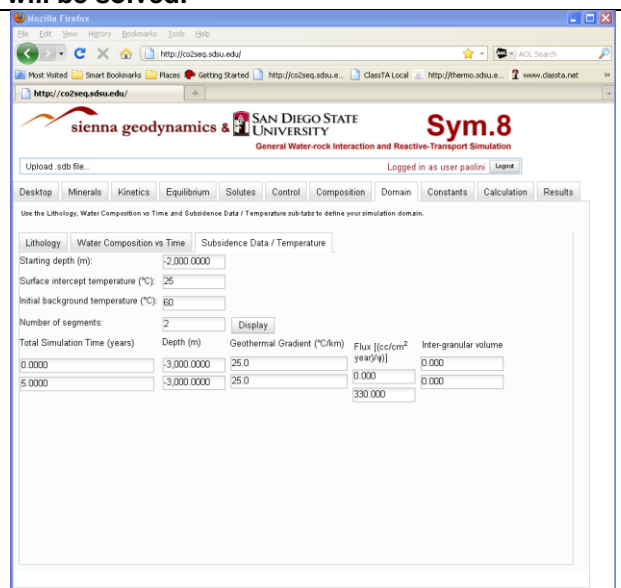 will be solved.
Mozilla Firefox
File Edit View History Bookmarks Tools Help
http://co2seq.sdsu.edu/
AOL Search
Most Visited Smart Bookmarks Places Getting Started http://co2seq.sdsu.e... ClassTA Local http://thermo.sdsu.e... www.classta.net »
http://co2seq.sdsu.edu/
sienna geodynamics & SAN DIEGO STATE UNIVERSITY
Sym.8
General Water-rock Interaction and Reactive-Transport Simulation
Upload .sdb file...
Logged in as user paolini Logout
Desktop Minerals Kinetics Equilibrium Solutes Control Composition Domain Constants Calculation Results
Use the Lithology, Water Composition vs Time and Subsidence Data / Temperature sub-tabs to define your simulation domain.
Lithology Water Composition vs Time Subsidence Data / Temperature
Starting depth (m): -2,000.0000
Surface intercept temperature (°C): 25
Initial background temperature (°C): 60
Number of segments: 2 Display
Total Simulation Time (years) Depth (m) Geothermal Gradient (°C/km) Flux [(cc/cm² year)/φ)] Inter-granular volume
0.0000 -3,000.0000 25.0 0.000 0.000
5.0000 -3,000.0000 25.0 330.000 0.000